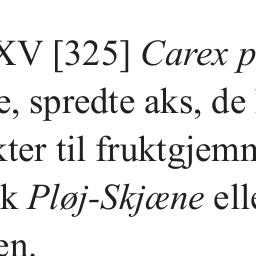 XV [325] Carex p
e, spredte aks, de
kter til fruktgjemn
k Pløj-Skjæne elle
en.